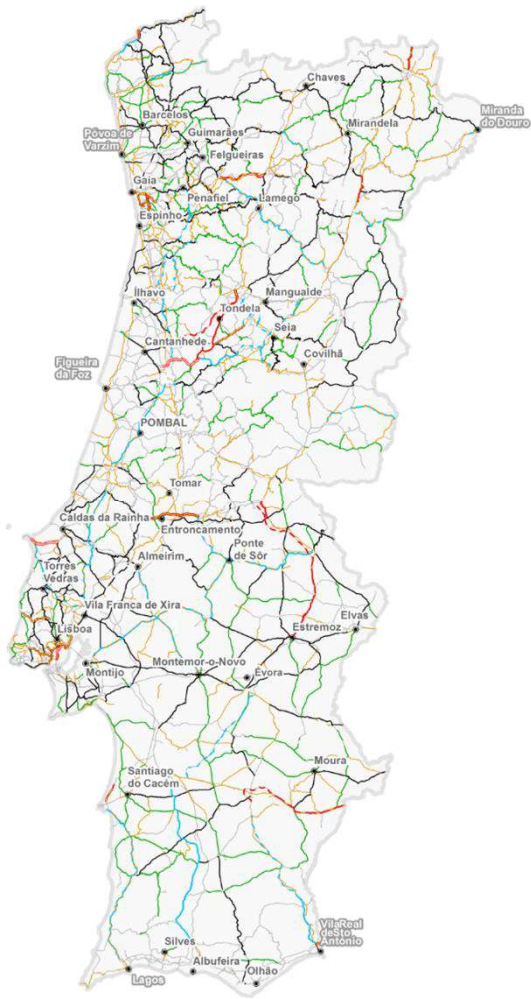 Chaves
Miranda
do Douro
Barcelos
Guimarães
Mirandela
Póvoa de
Varzim
Felgueiras
Gaia
Penafiel
Lamego
Espinho
Ílhavo
Mangualde
Tondela
Seia
Cantanhede
Covilhã
Figueira
da Foz
POMBAL
Tomar
Caldas da Rainha
Entroncamento
Ponte
de Sôr
Almeirim
Torres
Vedras
Vila Franca de Xira
Elvas
Lisboa
Estremoz
Montemor-o-Novo
Évora
Montijo
Moura
Santiago
do Cacém
Vila Real
de Sto
António
Silves
Albufeira
Lagos
Olhão